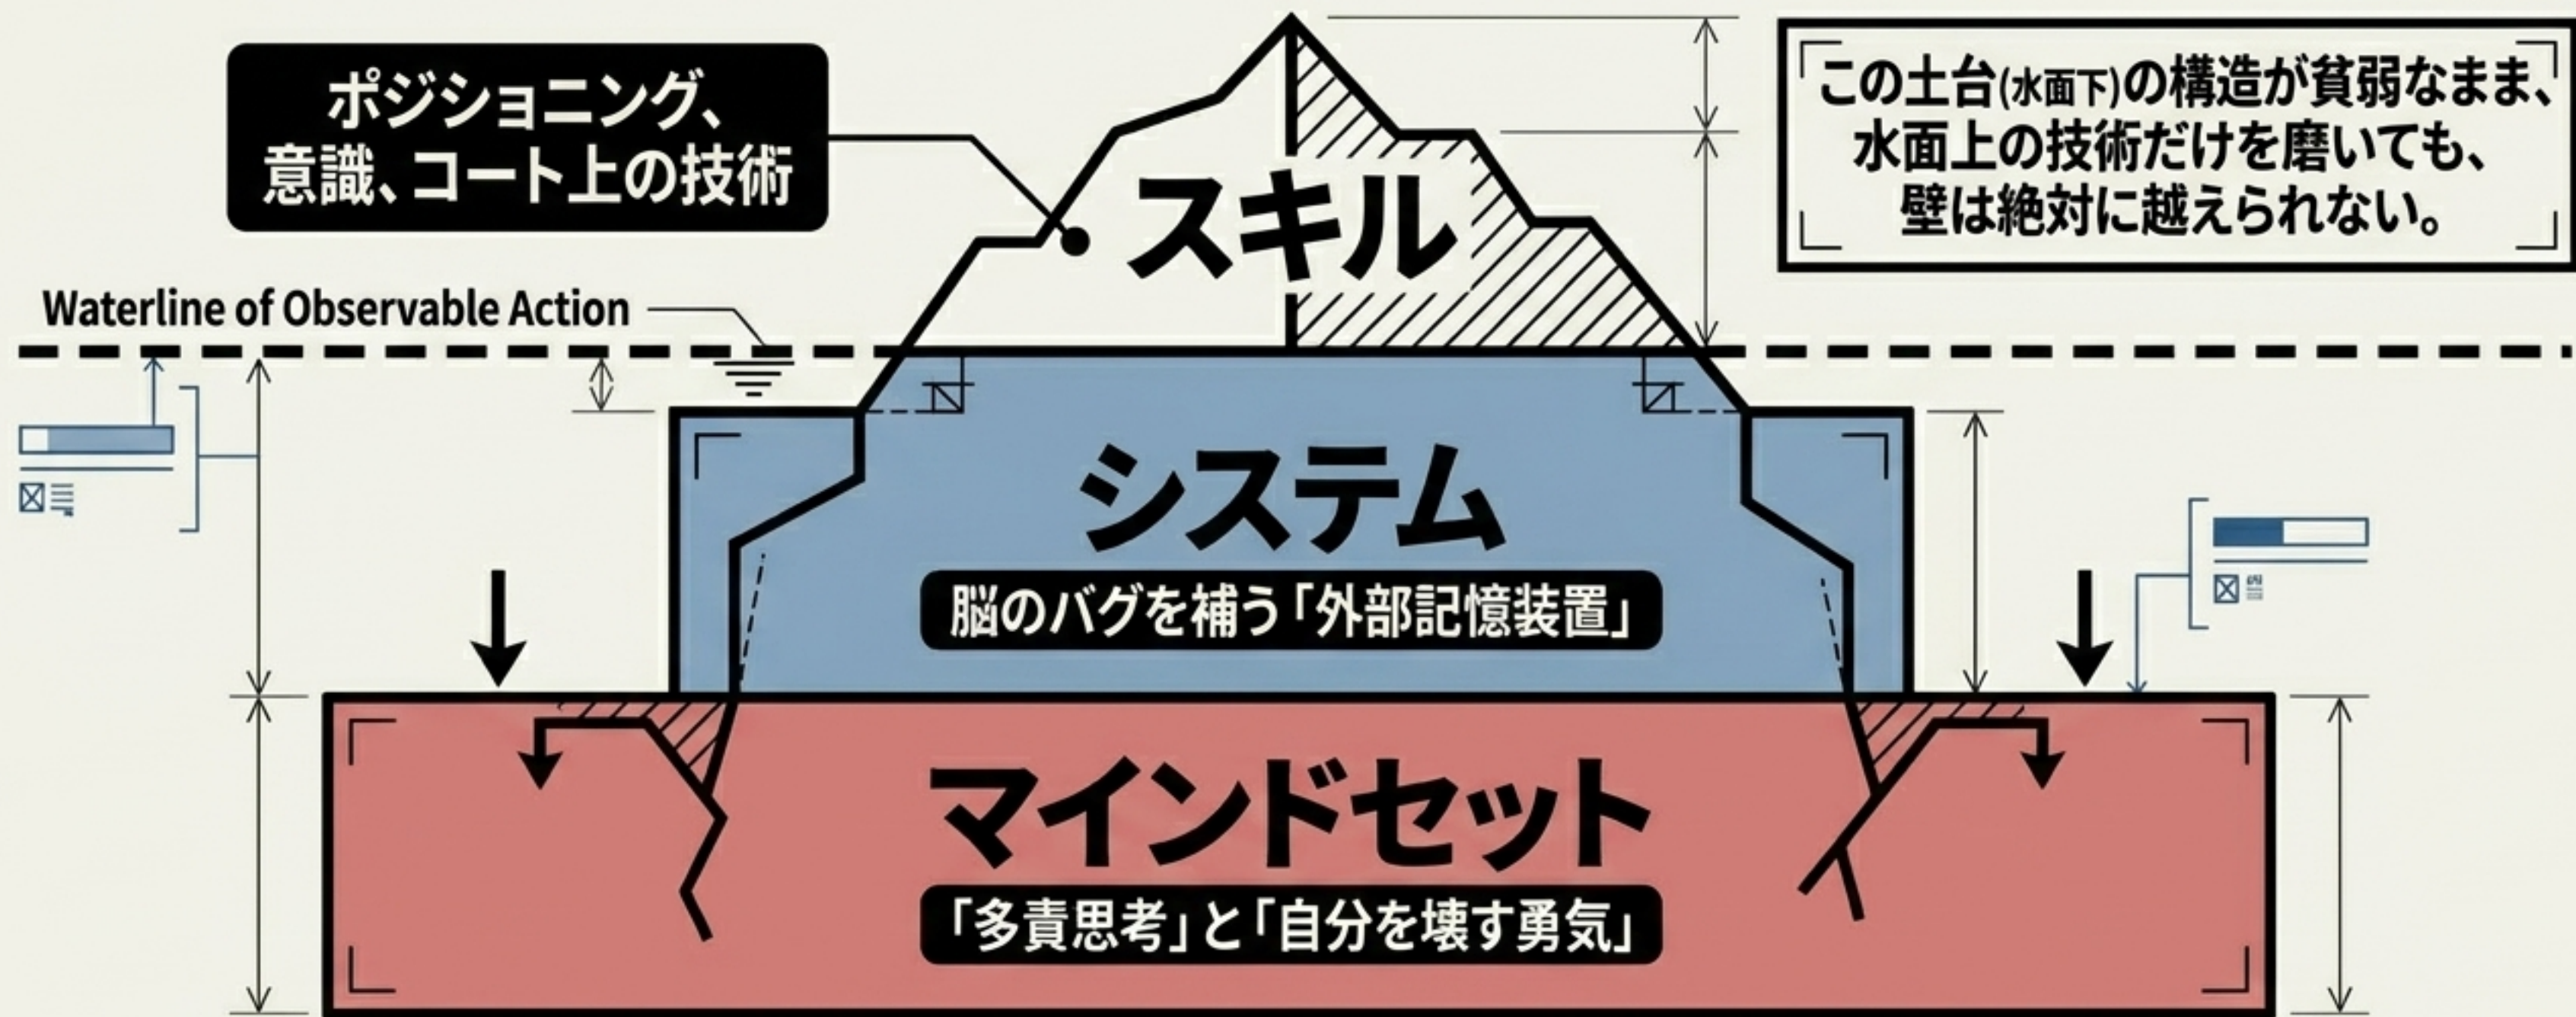 ポジショニング、
意識、コート上の技術
この土台(水面下)の構造が貧弱なまま、
水面上の技術だけを磨いても、
壁は絶対に越えられない。
スキル
Waterline of Observable Action
システム
脳のバグを補う「外部記憶装置」
マインドセット
「多責思考」と「自分を壊す勇気」